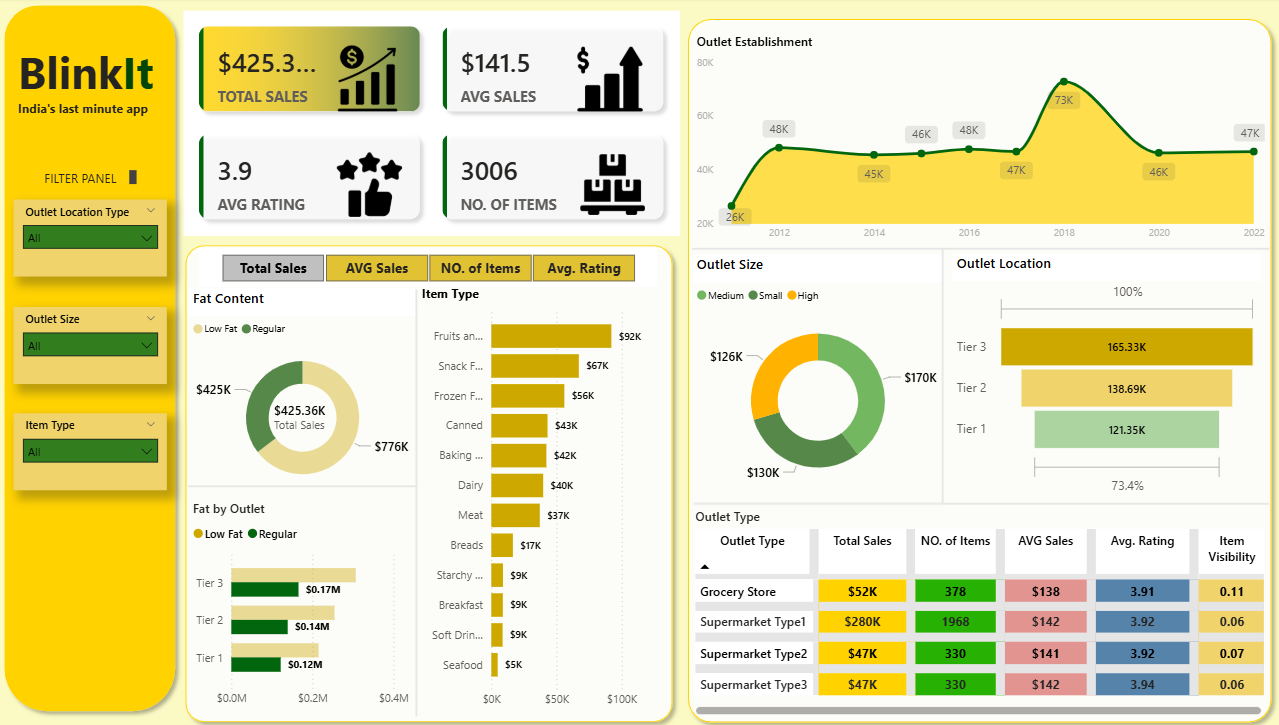 BlinkIt
India's last minute app
FILTER PANEL
Outlet Location Type
All
Outlet Size
All
Item Type
All
$425.3...
TOTAL SALES
$141.5
AVG SALES
3.9
AVG RATING
3006
NO. OF ITEMS
Total Sales
AVG Sales
NO. of Items
Avg. Rating
Fat Content
Low Fat
Regular
$425K
$425.36K
Total Sales
$776K
Fat by Outlet
Low Fat
Regular
Tier 3
$0.17M
Tier 2
$0.14M
Tier 1
$0.12M
$0.0M
$0.2M
$0.4M
Item Type
Fruits an...
$92K
Snack F...
$67K
Frozen F...
$56K
Canned
$43K
Baking ...
$42K
Dairy
$40K
Meat
$37K
Breads
$17K
Starchy ...
$9K
Breakfast
$9K
Soft Drin...
$9K
Seafood
$5K
$0K
$50K
$100K
Outlet Establishment
80K
60K
40K
20K
26K
48K
45K
46K
48K
47K
73K
46K
47K
2012
2014
2016
2018
2020
2022
Outlet Size
Medium
Small
High
$126K
$170K
$130K
Outlet Location
100%
Tier 3
165.33K
Tier 2
138.69K
Tier 1
121.35K
73.4%
Outlet Type
Outlet Type Total Sales NO. of Items AVG Sales Avg. Rating Item Visibility
Grocery Store $52K 378 $138 3.91 0.11
Supermarket Type1 $280K 1968 $142 3.92 0.06
Supermarket Type2 $47K 330 $141 3.92 0.07
Supermarket Type3 $47K 330 $142 3.94 0.06